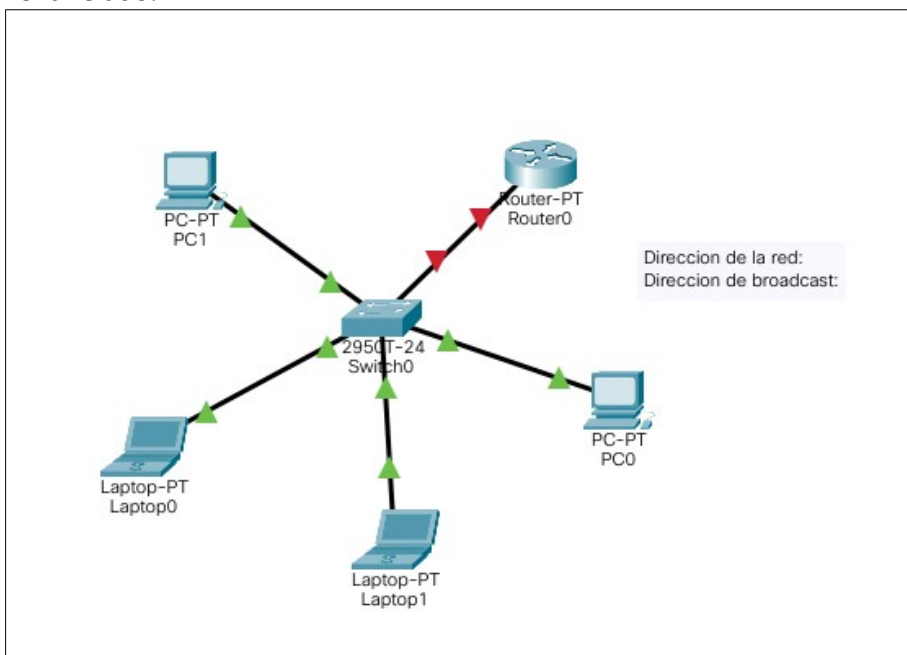 PC-PT
PC1
Router-PT
Router0
Direccion de la red:
Direccion de broadcast:
2950T-24
Switch0
PC-PT
PC0
Laptop-PT
Laptop0
Laptop-PT
Laptop1